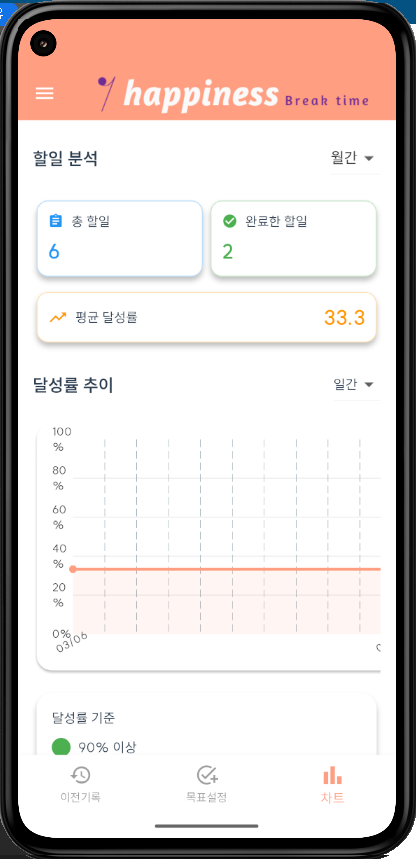 유
happiness Break time
할일 분석
월간
총 할일
완료한 할일
6
2
평균 달성률
33.3
달성률 추이
일간
100
%
80
%
60
%
40
%
20
%
0%
03/06
달성률 기준
90% 이상
이전기록
목표설정
차트